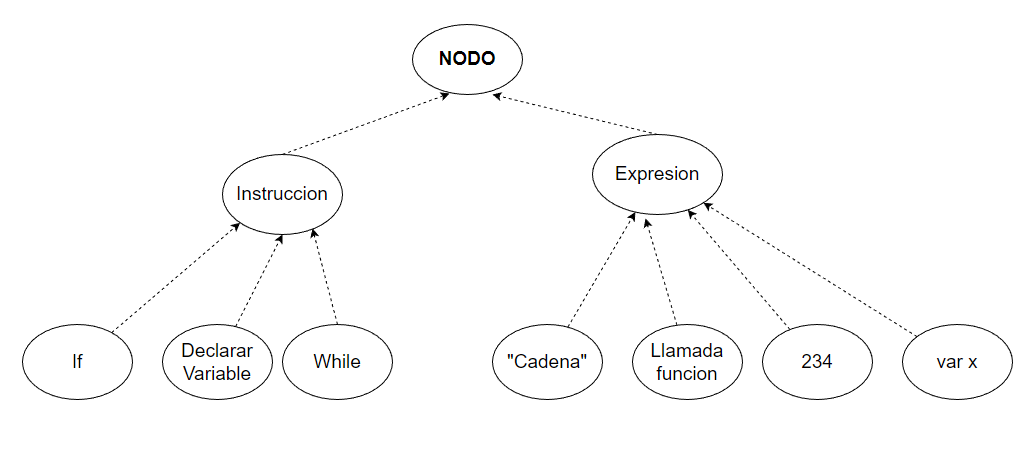 NODO
Instruccion
Expresion
If
Declarar
Variable
While
"Cadena"
Llamada
funcion
234
var x